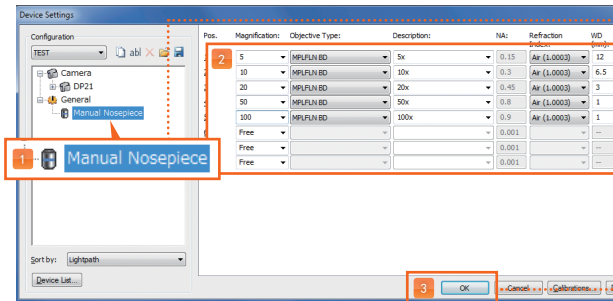 Device Settings
Configuration
TEST
abl
Camera
DP21
General
Manual Nosepiece
1 Manual Nosepiece
Sort by: Lightpath
Device List...
Pos. Magnification: Objective Type: Description: NA: Refraction Index: WD (mm):
2
5 MPLFLN BD 5x 0.15 Air (1.0003) 12
10 MPLFLN BD 10x 0.3 Air (1.0003) 6.5
20 MPLFLN BD 20x 0.45 Air (1.0003) 3
50 MPLFLN BD 50x 0.8 Air (1.0003) 1
100 MPLFLN BD 100x 0.9 Air (1.0003) 1
Free 0.001 --
Free 0.001 --
Free 0.001 --
3 OK Cancel Calibrations...